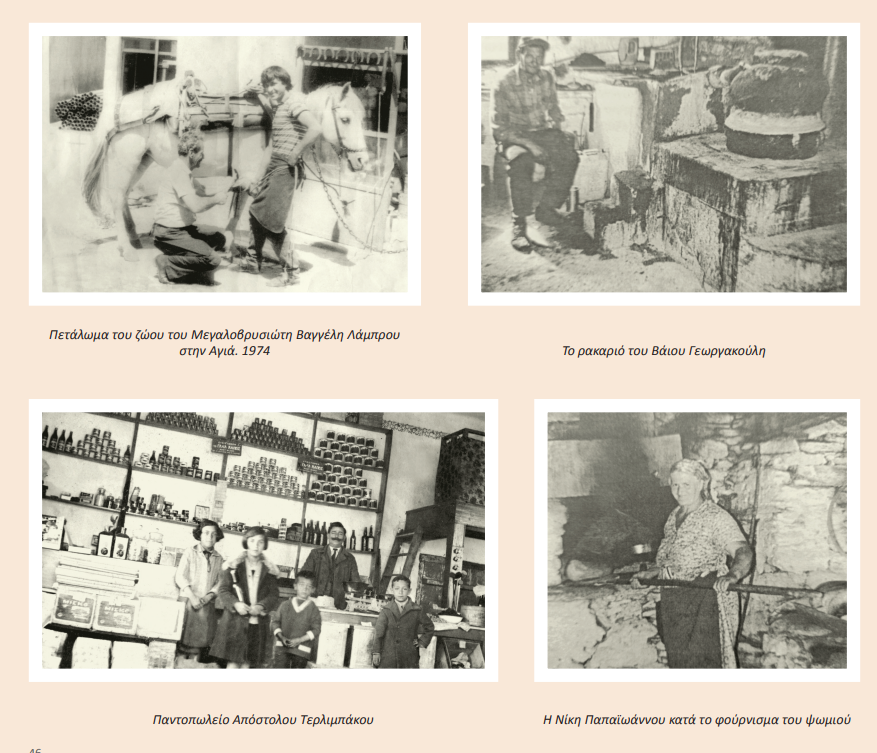 Πετάλωμα του ζώου του Μεγαλοβρυσιώτη Βαγγέλη Λάμπρου
στην Αγιά. 1974
Το ρακαριό του Βάιου Γεωργακούλη
Παντοπωλείο Απόστολου Τερλιμπάκου
Η Νίκη Παπαϊωάννου κατά το φούρνισμα του ψωμιού